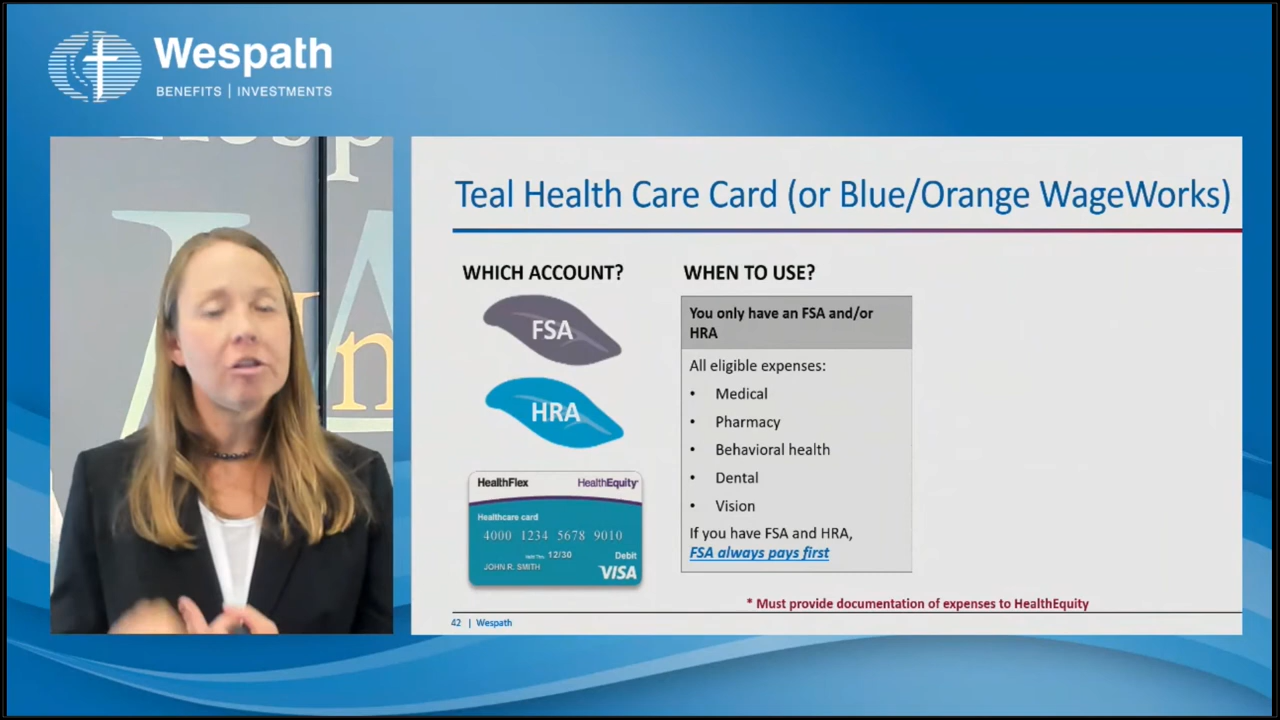 Wespath
BENEFITS | INVESTMENTS
Hesp
Teal Health Care Card (or Blue/Orange WageWorks)
WHICH ACCOUNT?
FSA
HRA
HealthFlex HealthEquity
Healthcare card
4000 1234 5678 9010
Valid Thru 12/30
Debit
JOHN R. SMITH
VISA
WHEN TO USE?
You only have an FSA and/or
HRA
All eligible expenses:
• Medical
• Pharmacy
• Behavioral health
• Dental
• Vision
If you have FSA and HRA,
FSA always pays first
* Must provide documentation of expenses to HealthEquity
42 | Wespath